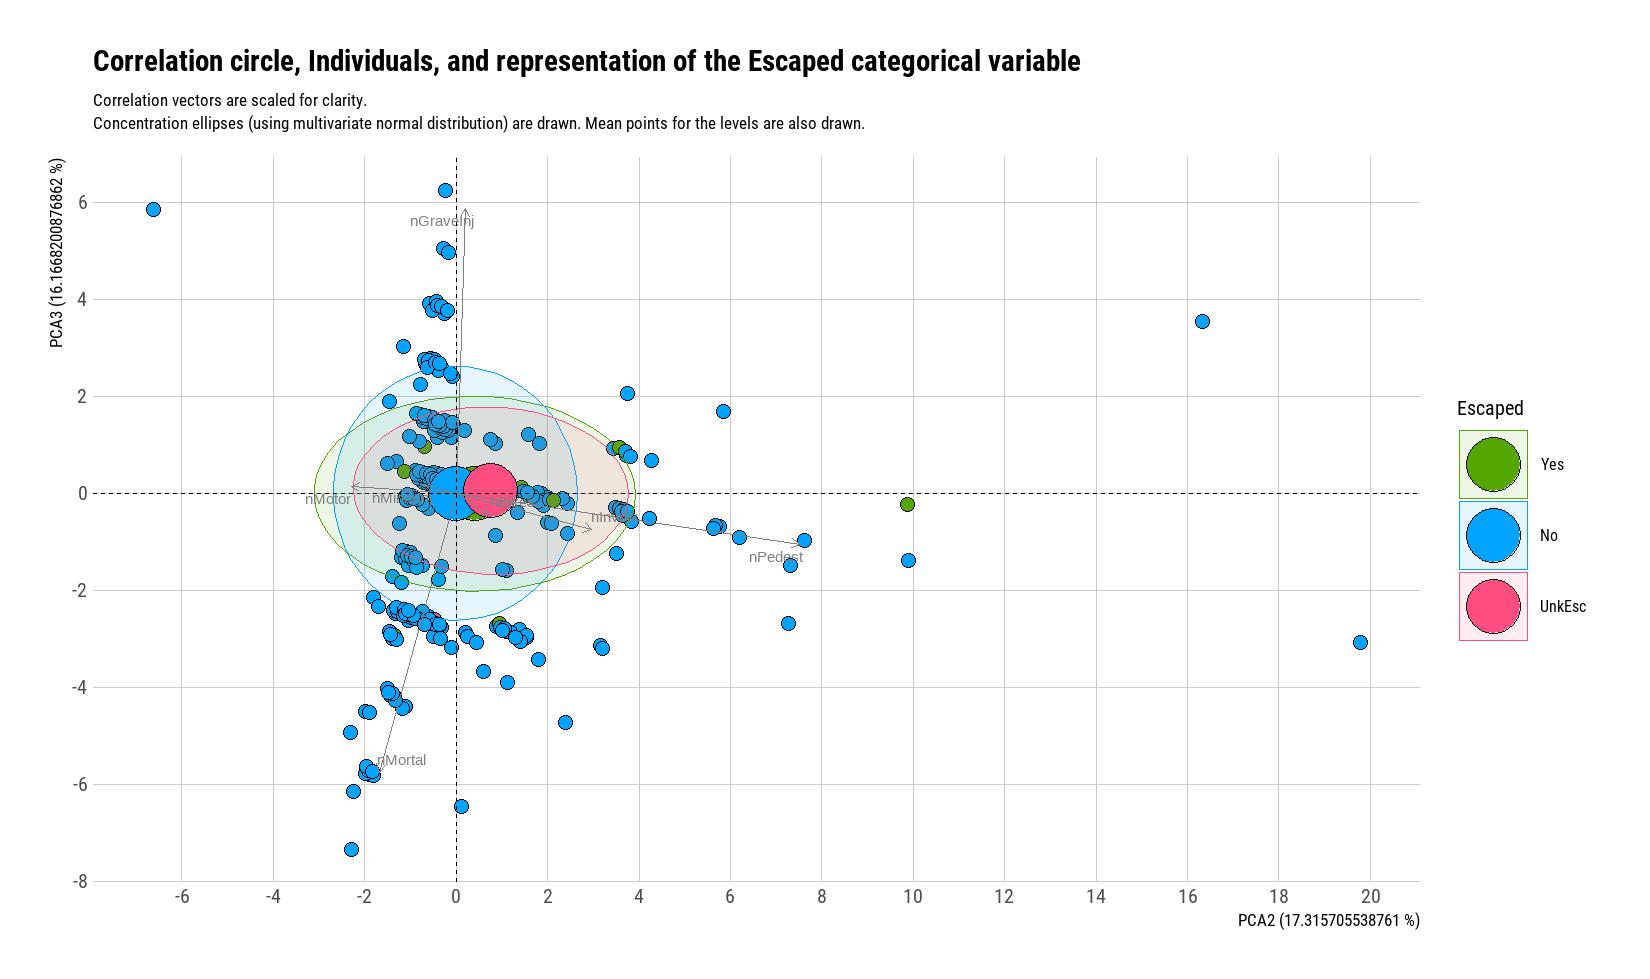 Correlation circle, Individuals, and representation of the Escaped categorical variable
Correlation vectors are scaled for clarity.
Concentration ellipses (using multivariate normal distribution) are drawn. Mean points for the levels are also drawn.
PCA3 (16.1668200876862 %)
6
4
2
0
-2
-4
-6
-8
nGraveInj
nMotor
nPedest
nMortal
-6
-4
-2
0
2
4
6
8
10
12
14
16
18
20
PCA2 (17.315705538761 %)
Escaped
Yes
No
UnkEsc